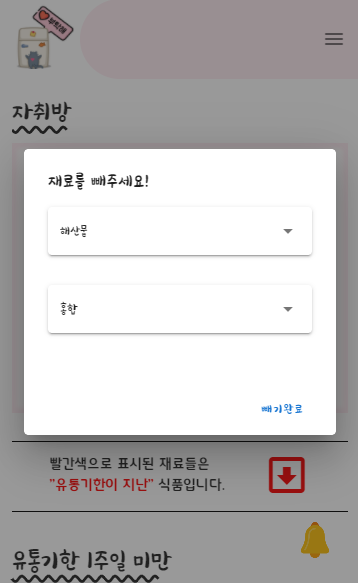 자취방
재료를 빼주세요!
해산물
홍합
빼기완료
빨간색으로 표시된 재료들은
"유통기한이 지난" 식품입니다.
유통기한 1주일 미만